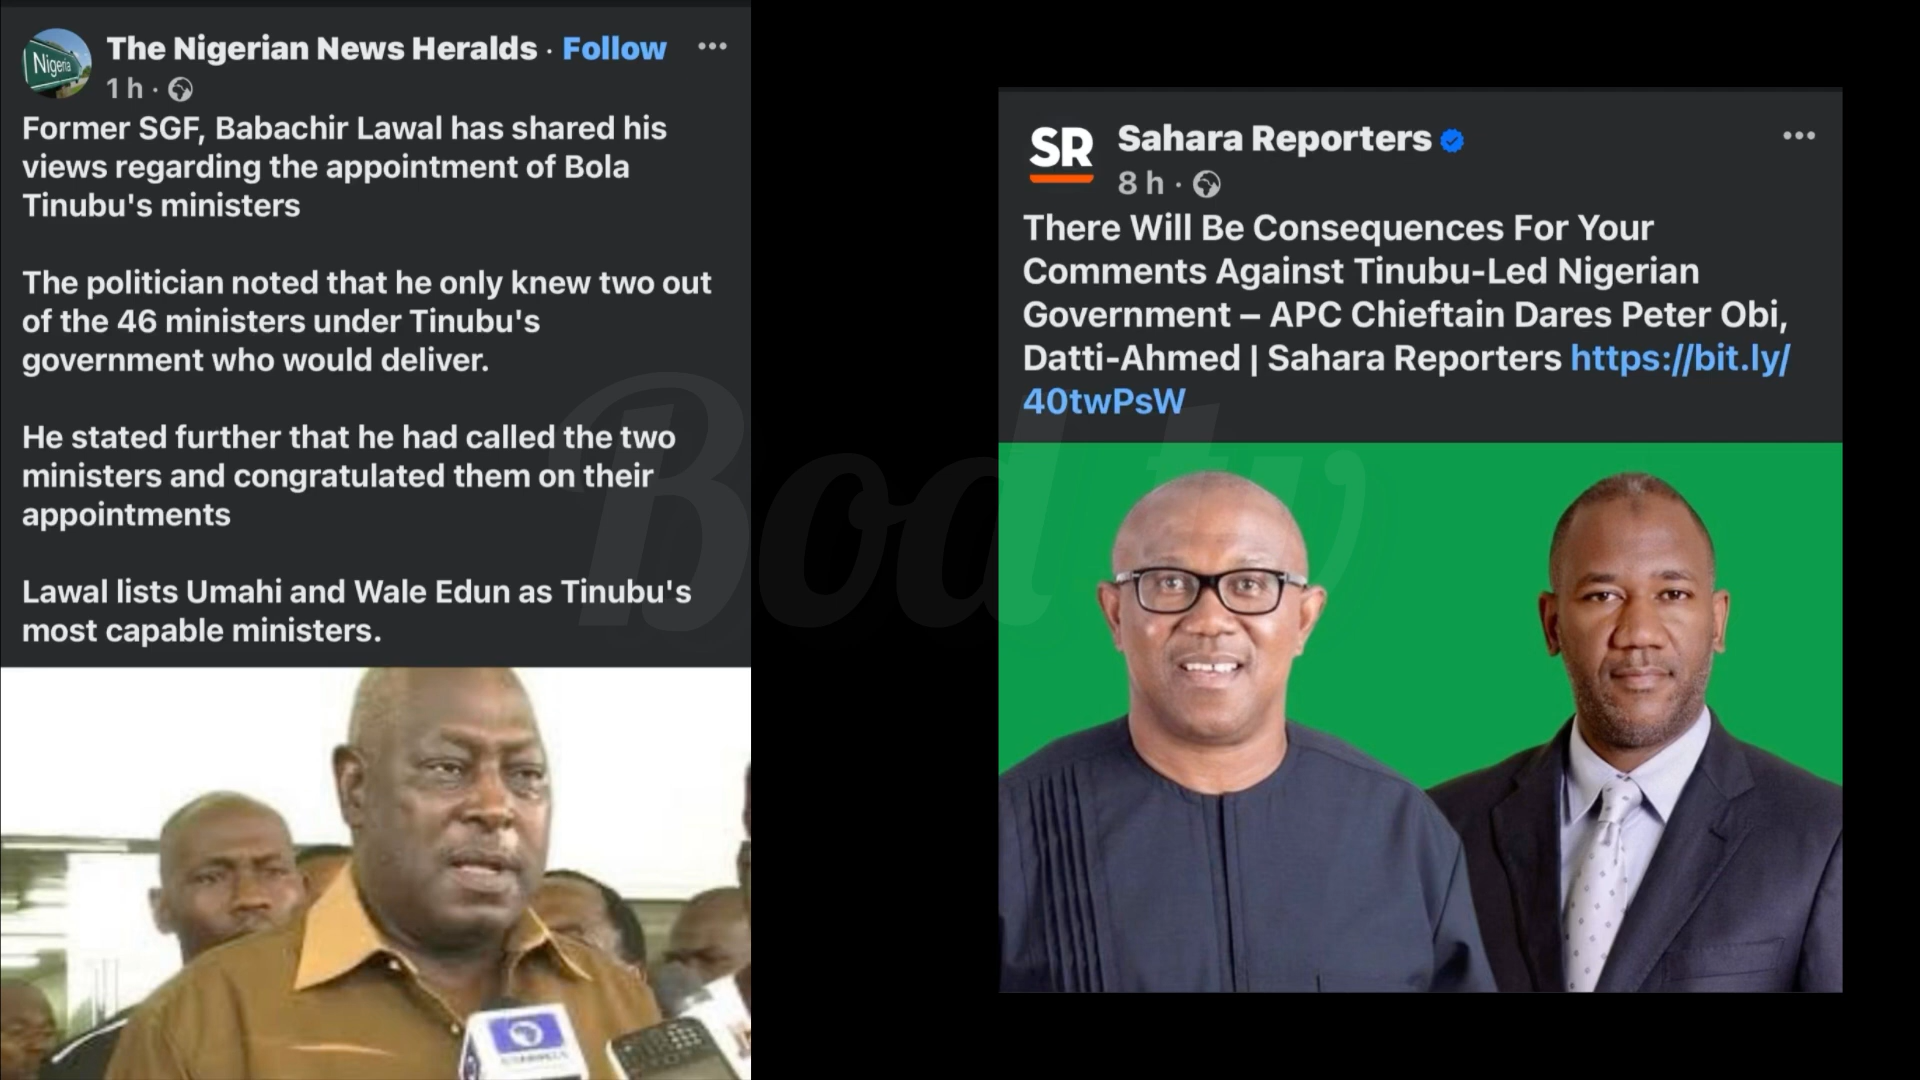 Nigeria
The Nigerian News Heralds · Follow
1 h ·
Former SGF, Babachir Lawal has shared his
views regarding the appointment of Bola
Tinubu's ministers
The politician noted that he only knew two out
of the 46 ministers under Tinubu's
government who would deliver.
He stated further that he had called the two
ministers and congratulated them on their
appointments
Lawal lists Umahi and Wale Edun as Tinubu's
most capable ministers.
SR
Sahara Reporters
8 h ·
There Will Be Consequences For Your
Comments Against Tinubu-Led Nigerian
Government – APC Chieftain Dares Peter Obi,
Datti-Ahmed | Sahara Reporters https://bit.ly/
40twPsW
Bod tv